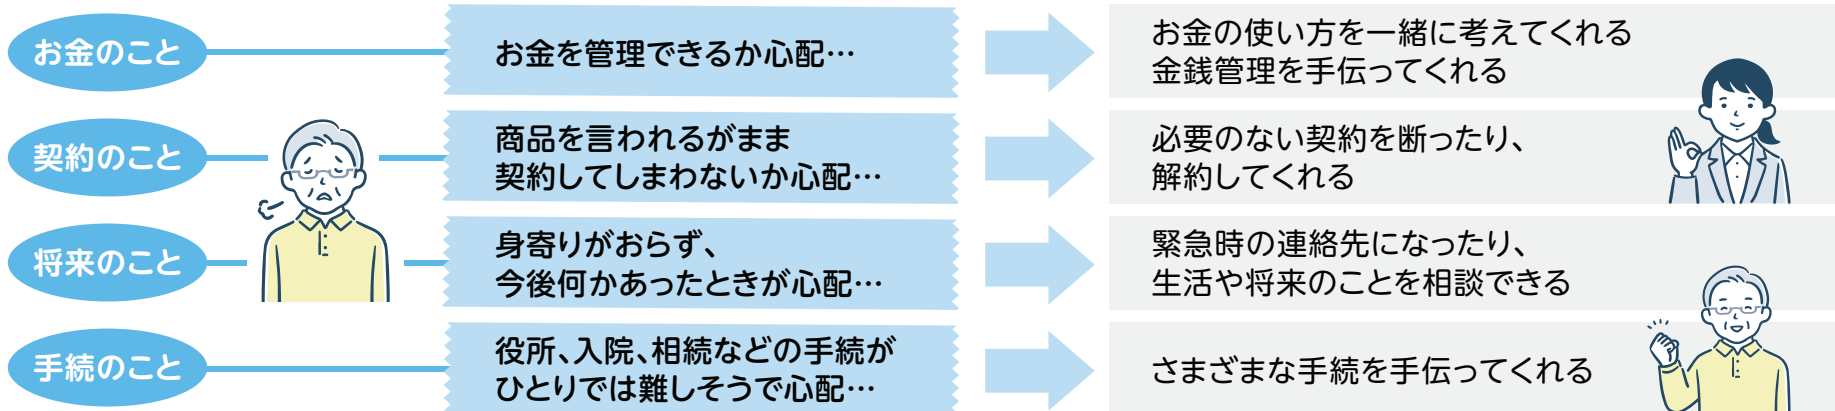 お金のこと
お金を管理できるか心配…
お金の使い方を一緒に考えてくれる
金銭管理を手伝ってくれる
契約のこと
商品を言われるがまま
契約してしまわないか心配…
必要のない契約を断ったり、
解約してくれる
将来のこと
身寄りがおらず、
今後何かあったときが心配…
緊急時の連絡先になったり、
生活や将来のことを相談できる
手続のこと
役所、入院、相続などの手続が
ひとりでは難しそうで心配…
さまざまな手続を手伝ってくれる